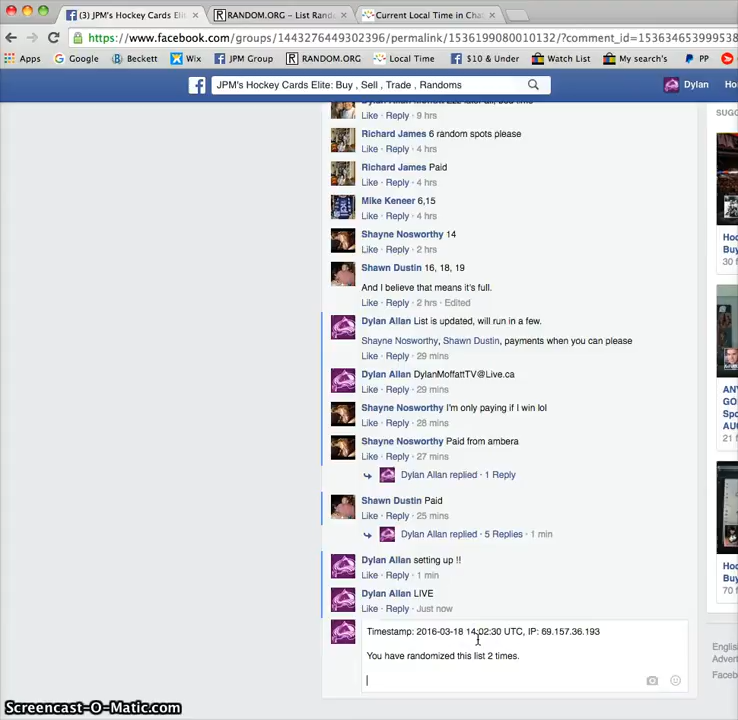 (3) JPM's Hockey Cards Elit
RANDOM.ORG – List Rand
Current Local Time in Chat
https://www.facebook.com/groups/1443276449302396/permalink/1536199080010132/?comment_id=153634653999538
Apps Google Beckett Wix JPM Group RANDOM.ORG Local Time $10 & Under Watch List My search's PP
JPM's Hockey Cards Elite: Buy , Sell , Trade , Randoms
Dylan Ho
Like · Reply · 9 hrs
SUGG
Richard James 6 random spots please
Like · Reply · 4 hrs
Richard James Paid
Like · Reply · 4 hrs
Mike Keneer 6,15
Like · Reply · 4 hrs
Shayne Nosworthy 14
Like · Reply · 2 hrs
Hoc
Buy
30 f
Shawn Dustin 16, 18, 19
And I believe that means it's full.
Like · Reply · 2 hrs · Edited
Dylan Allan List is updated, will run in a few.
Shayne Nosworthy, Shawn Dustin, payments when you please
Like · Reply · 29 mins
Dylan Allan DylanMoffattTV@Live.ca
Like · Reply · 29 mins
ANY
GO
SPO
AU
21 f
Shayne Nosworthy I'm only paying if I win lol
Like · Reply · 28 mins
Shayne Nosworthy Paid from ambera
Like · Reply · 27 mins
Dylan Allan replied · 1 Reply
Shawn Dustin Paid
Like · Reply · 25 mins
Dylan Allan replied · 5 Replies · 1 min
Dylan Allan setting up !!
Like · Reply · 1 min
Hoc
Buy
70 f
Dylan Allan LIVE
Like · Reply · Just now
Timestamp: 2016-03-18 14:02:30 UTC, IP: 69.157.36.193
You have randomized this list 2 times.
Englis
Advert
Faceb
Screencast-O-Matic.com